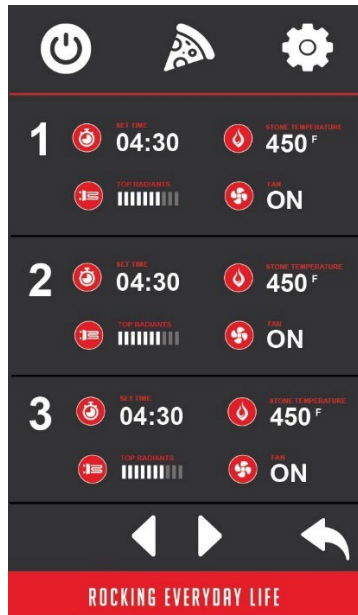 1
SET TIME
04:30
STONE TEMPERATURE
450 F
TOP RADIANTS
FAN
ON
2
SET TIME
04:30
STONE TEMPERATURE
450 F
TOP RADIANTS
FAN
ON
3
SET TIME
04:30
STONE TEMPERATURE
450 F
TOP RADIANTS
FAN
ON
ROCKING EVERYDAY LIFE